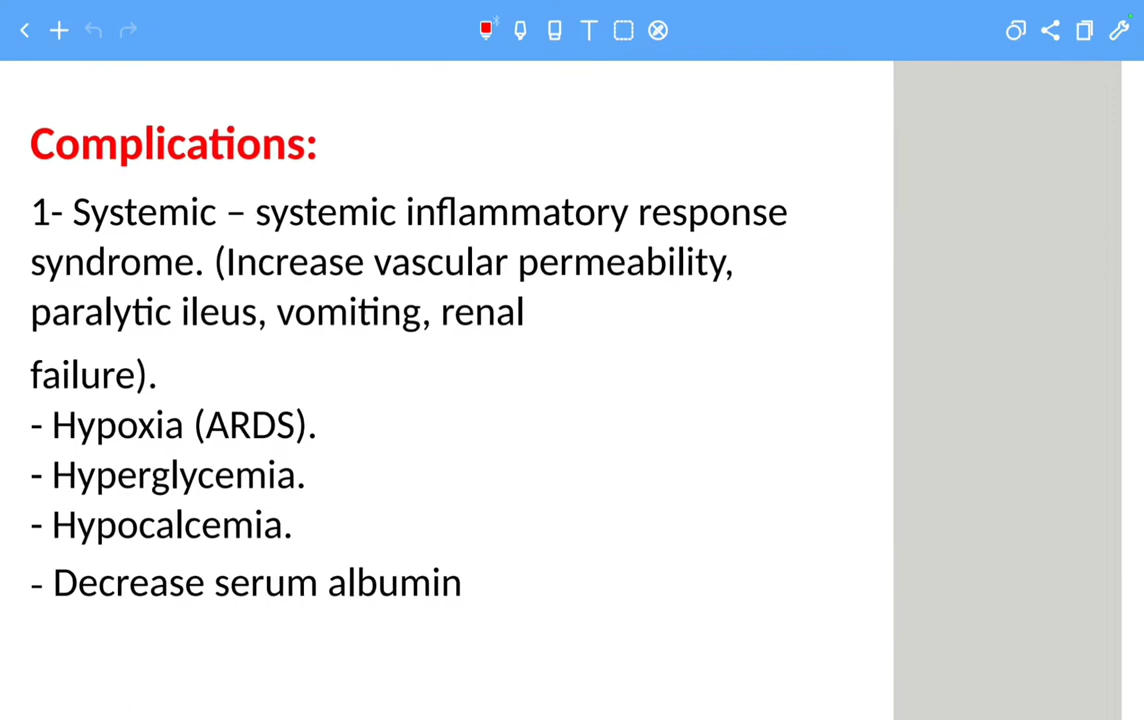 Complications:
1- Systemic – systemic inflammatory response
syndrome. (Increase vascular permeability,
paralytic ileus, vomiting, renal
failure).
- Hypoxia (ARDS).
- Hyperglycemia.
- Hypocalcemia.
- Decrease serum albumin